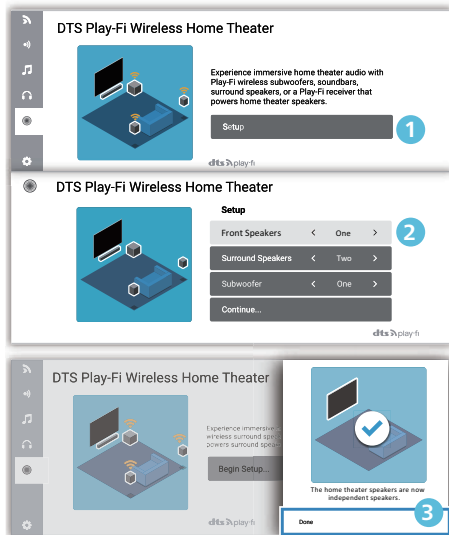 DTS Play-Fi Wireless Home Theater
Experience immersive home theater audio with
Play-Fi wireless subwoofers, soundbars,
surround speakers, or a Play-Fi receiver that
powers home theater speakers.
Setup
1
dts play-fi
DTS Play-Fi Wireless Home Theater
Setup
Front Speakers < One >
2
Surround Speakers < Two >
Subwoofer < One >
Continue...
dts play-fi
DTS Play-Fi Wireless Home Theater
Experience immersive
wireless surround
powers surround
Begin Setup...
dts play-fi
The home theater speakers are now
independent speakers.
3
Done